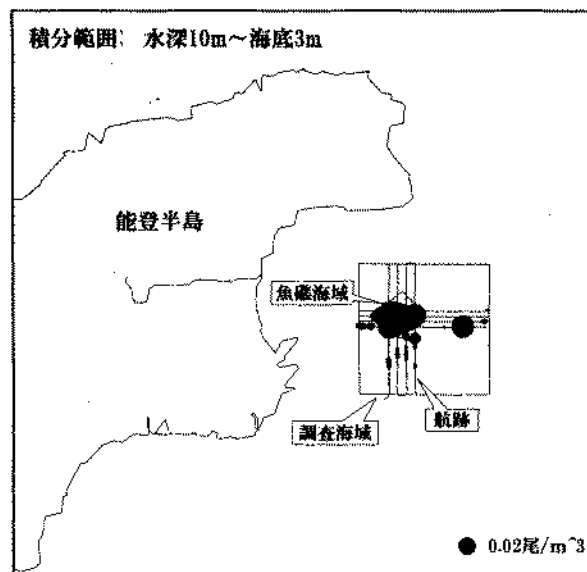 積分範囲: 水深10m～海底3m
能登半島
魚礁海域
調査海域
航跡
0.02尾/m^3